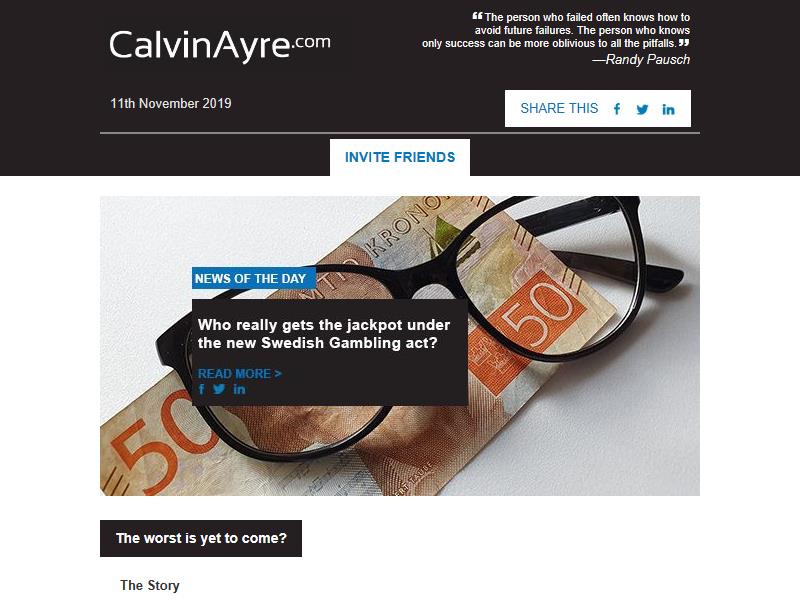 CalvinAyre.com
“The person who failed often knows how to
avoid future failures. The person who knows
only success can be more oblivious to all the pitfalls.”
—Randy Pausch
11th November 2019
SHARE THIS
INVITE FRIENDS
KRONOR
50
50
NEWS OF THE DAY
Who really gets the jackpot under
the new Swedish Gambling act?
READ MORE >
The worst is yet to come?
The Story